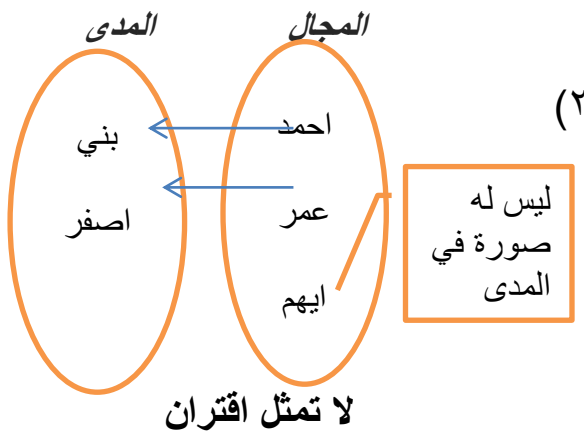 المجال
المدى
٢)
احمد
بني
عمر
اصفر
ايهم
ليس له
صورة في
المدى
لا تمثل اقتران